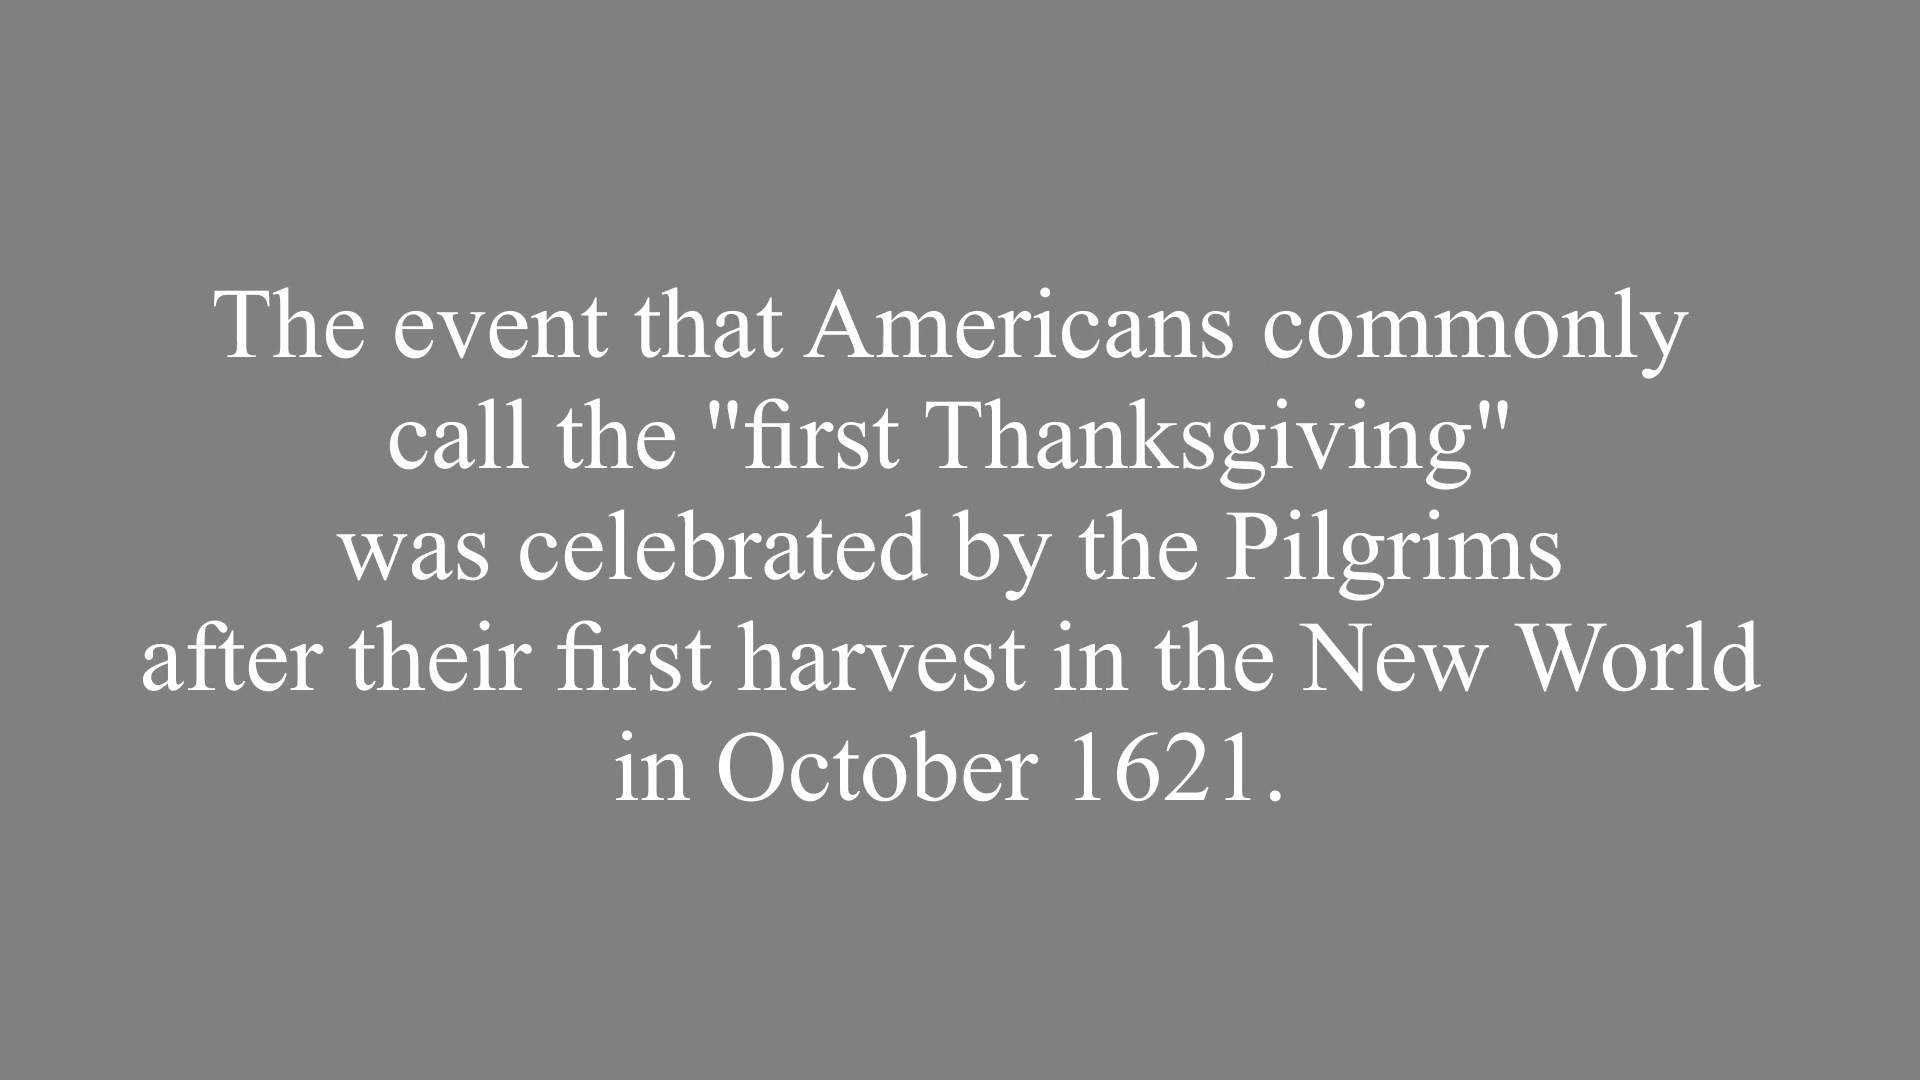 The event that Americans commonly
call the "first Thanksgiving"
was celebrated by the Pilgrims
after their first harvest in the New World
in October 1621.